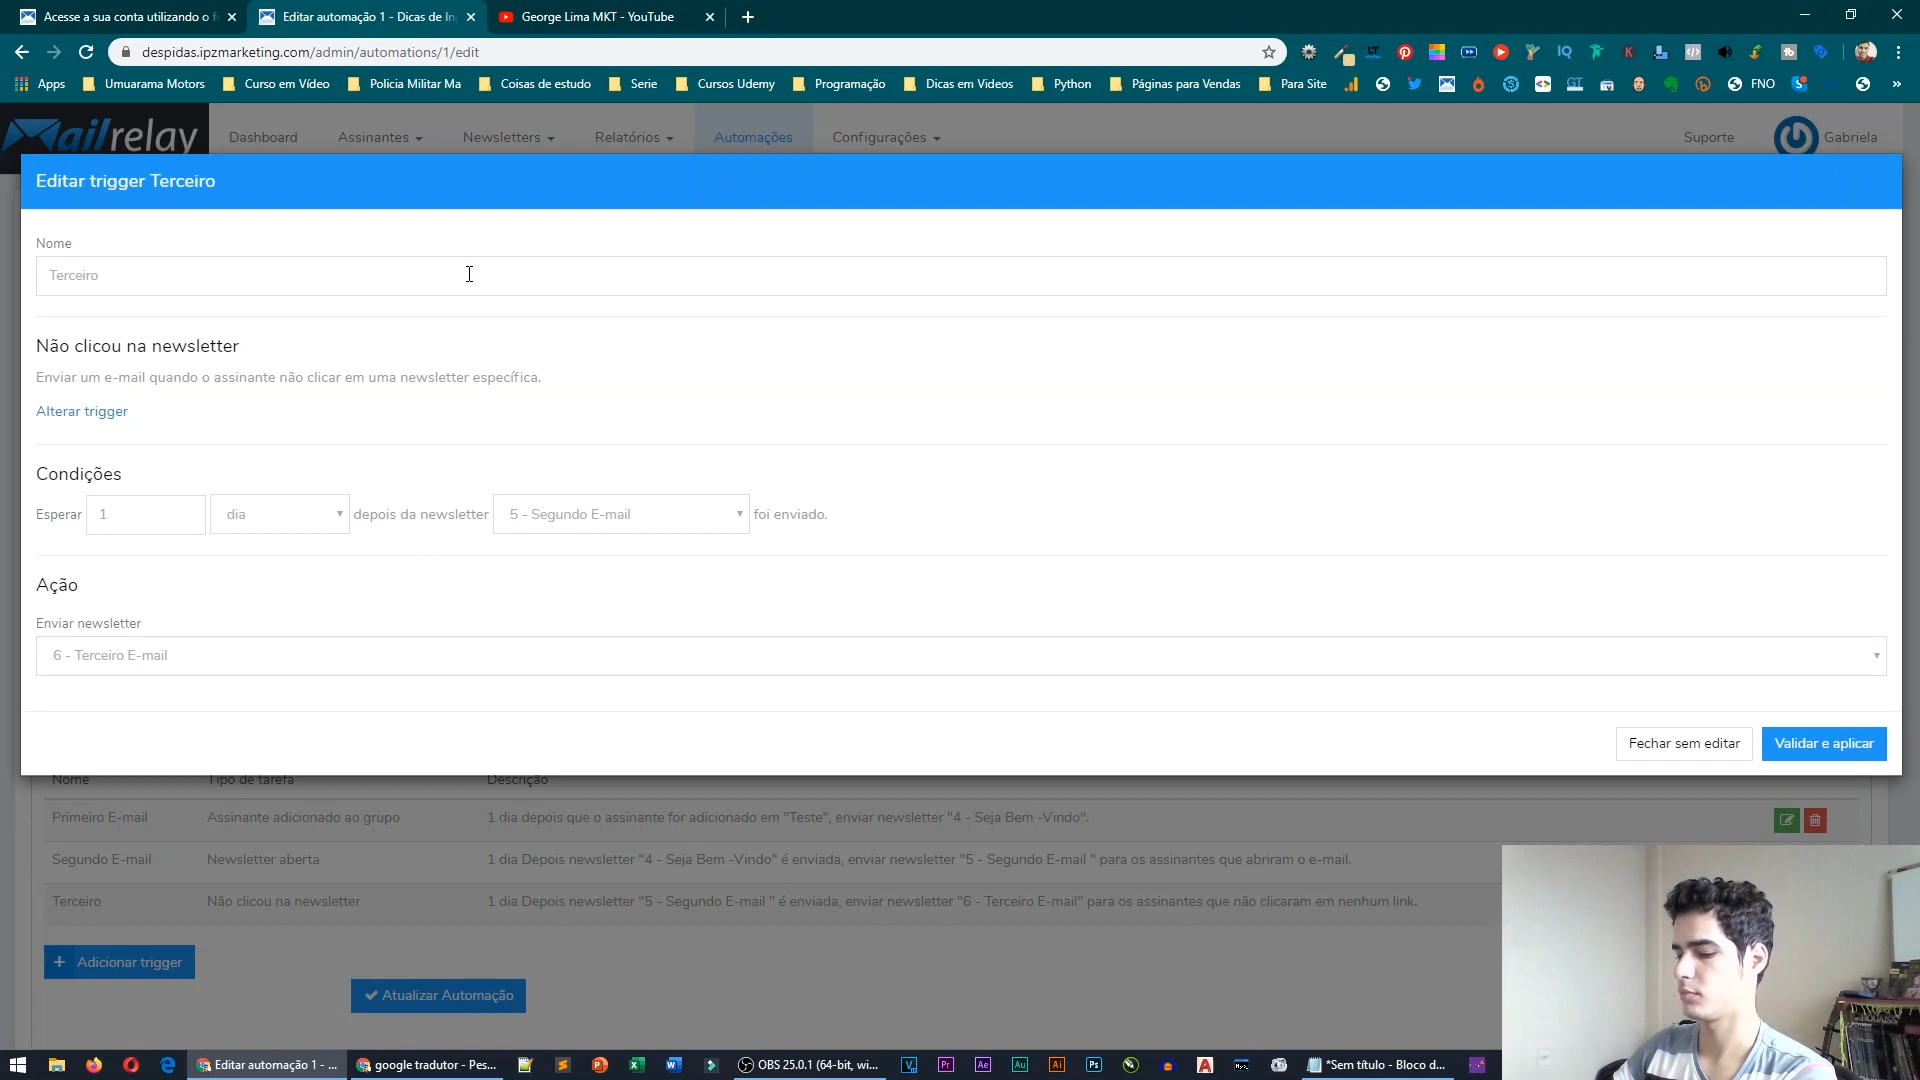 Acesse a sua conta utilizando o f
Editar automação 1 - Dicas de In
George Lima MKT - YouTube
despidas.ipzmarketing.com/admin/automations/1/edit
Apps
Umuarama Motors
Curso em Vídeo
Policia Militar Ma
Coisas de estudo
Serie
Cursos Udemy
Programação
Dicas em Videos
Python
Páginas para Vendas
Para Site
FNO
»
ailrelay
Dashboard
Assinantes
Newsletters
Relatórios
Automações
Configurações
Suporte
Gabriela
Editar trigger Terceiro
Nome
Terceiro
Não clicou na newsletter
Enviar um e-mail quando o assinante não clicar em uma newsletter específica.
Alterar trigger
Condições
Esperar 1 dia depois da newsletter 5 - Segundo E-mail foi enviado.
Ação
Enviar newsletter
6 - Terceiro E-mail
Fechar sem editar
Validar e aplicar
Nome Tipo de tarefa Descrição
Primeiro E-mail Assinante adicionado ao grupo 1 dia depois que o assinante for adicionado em "Teste", enviar newsletter "4 - Seja Bem -Vindo".
Segundo E-mail Newsletter aberta 1 dia Depois newsletter "4 - Seja Bem -Vindo" é enviada, enviar newsletter "5 - Segundo E-mail " para os assinantes que abriram o e-mail.
Terceiro Não clicou na newsletter 1 dia Depois newsletter "5 - Segundo E-mail " é enviada, enviar newsletter "6 - Terceiro E-mail" para os assinantes que não clicaram em nenhum link.
+ Adicionar trigger
Atualizar Automação
Editar automação 1 - ...
google tradutor - Pes...
OBS 25.0.1 (64-bit, wi...
*Sem título - Bloco d...